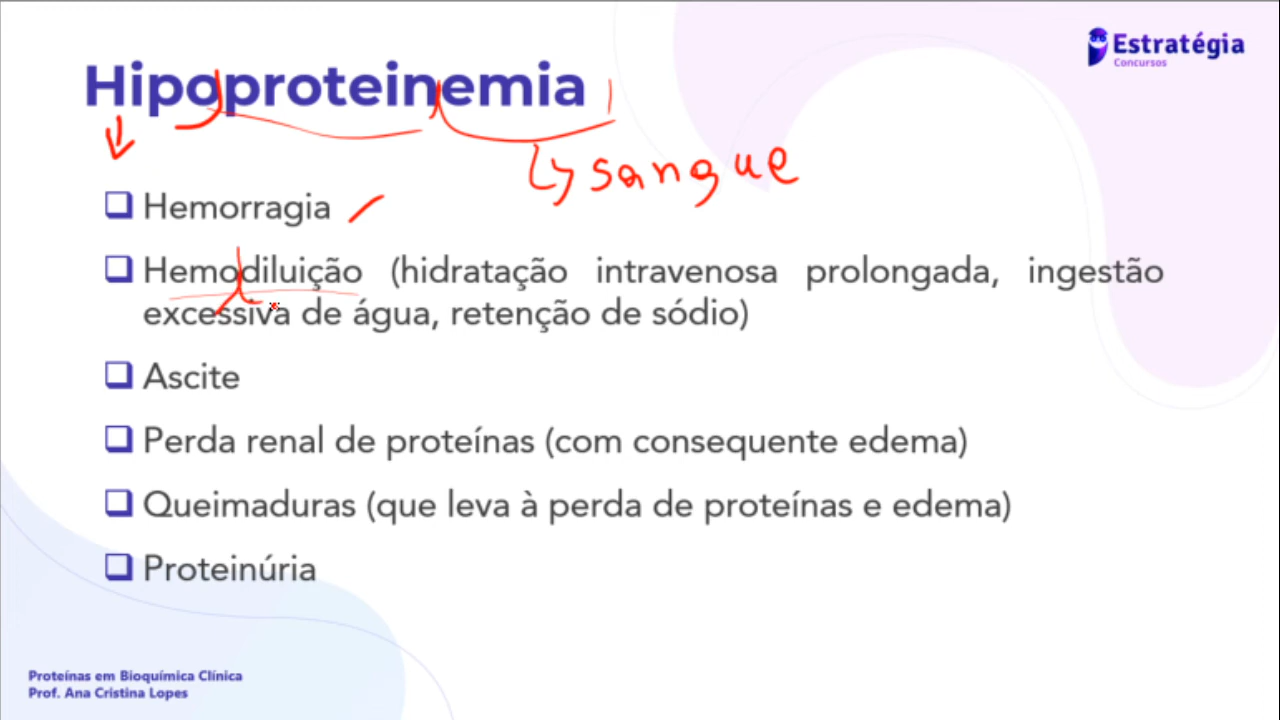 Estratégia
Concursos
Hipoproteinemia
sangue
Hemorragia
Hemodiluição (hidratação intravenosa prolongada, ingestão
excessiva de água, retenção de sódio)
Ascite
Perda renal de proteínas (com consequente edema)
Queimaduras (que leva à perda de proteínas e edema)
Proteinúria
Proteínas em Bioquímica Clínica
Prof. Ana Cristina Lopes